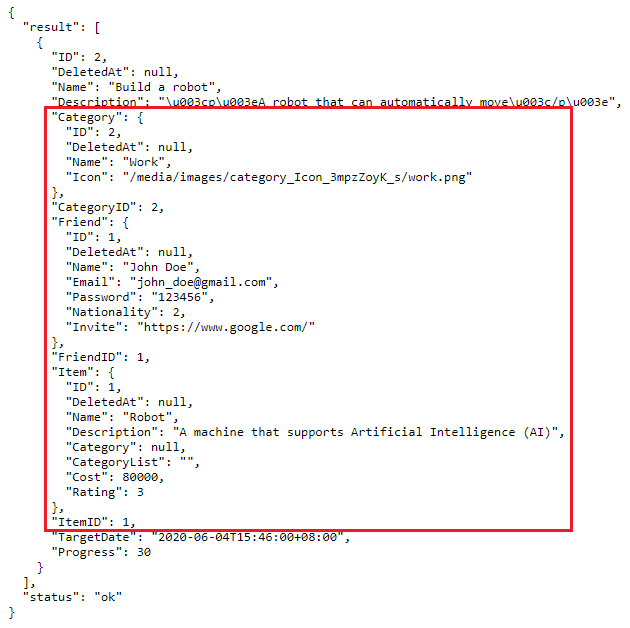 {
  "result": [
    {
      "ID": 2,
      "DeletedAt": null,
      "Name": "Build a robot",
      "Description": "\u003cp\u003eA robot that can automatically move\u003c/p\u003e",
      "Category": {
        "ID": 2,
        "DeletedAt": null,
        "Name": "Work",
        "Icon": "/media/images/category_Icon_3mpzZoyK_s/work.png"
      },
      "CategoryID": 2,
      "Friend": {
        "ID": 1,
        "DeletedAt": null,
        "Name": "John Doe",
        "Email": "john_doe@gmail.com",
        "Password": "123456",
        "Nationality": 2,
        "Invite": "https://www.google.com/"
      },
      "FriendID": 1,
      "Item": {
        "ID": 1,
        "DeletedAt": null,
        "Name": "Robot",
        "Description": "A machine that supports Artificial Intelligence (AI)",
        "Category": null,
        "CategoryList": "",
        "Cost": 80000,
        "Rating": 3
      },
      "ItemID": 1,
      "TargetDate": "2020-06-04T15:46:00+08:00",
      "Progress": 30
    }
  ],
  "status": "ok"
}